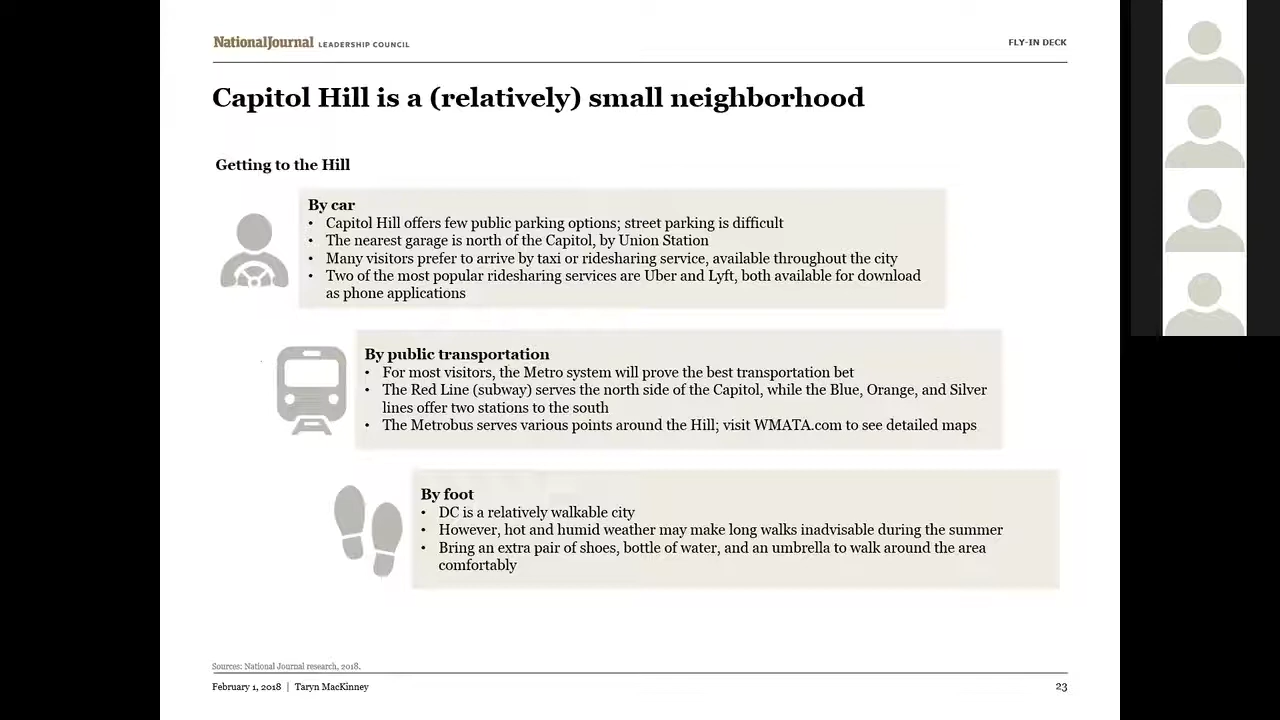 NationalJournal LEADERSHIP COUNCIL
FLY-IN DECK
Capitol Hill is a (relatively) small neighborhood
Getting to the Hill
By car
• Capitol Hill offers few public parking options; street parking is difficult
• The nearest garage is north of the Capitol, by Union Station
• Many visitors prefer to arrive by taxi or ridesharing service, available throughout the city
• Two of the most popular ridesharing services are Uber and Lyft, both available for download
as phone applications
By public transportation
• For most visitors, the Metro system will prove the best transportation bet
• The Red Line (subway) serves the north side of the Capitol, while the Blue, Orange, and Silver
lines offer two stations to the south
• The Metrobus serves various points around the Hill; visit WMATA.com to see detailed maps
By foot
• DC is a relatively walkable city
• However, hot and humid weather may make long walks inadvisable during the summer
• Bring an extra pair of shoes, bottle of water, and an umbrella to walk around the area
comfortably
Sources: National Journal research, 2018.
February 1, 2018 | Taryn MacKinney
23